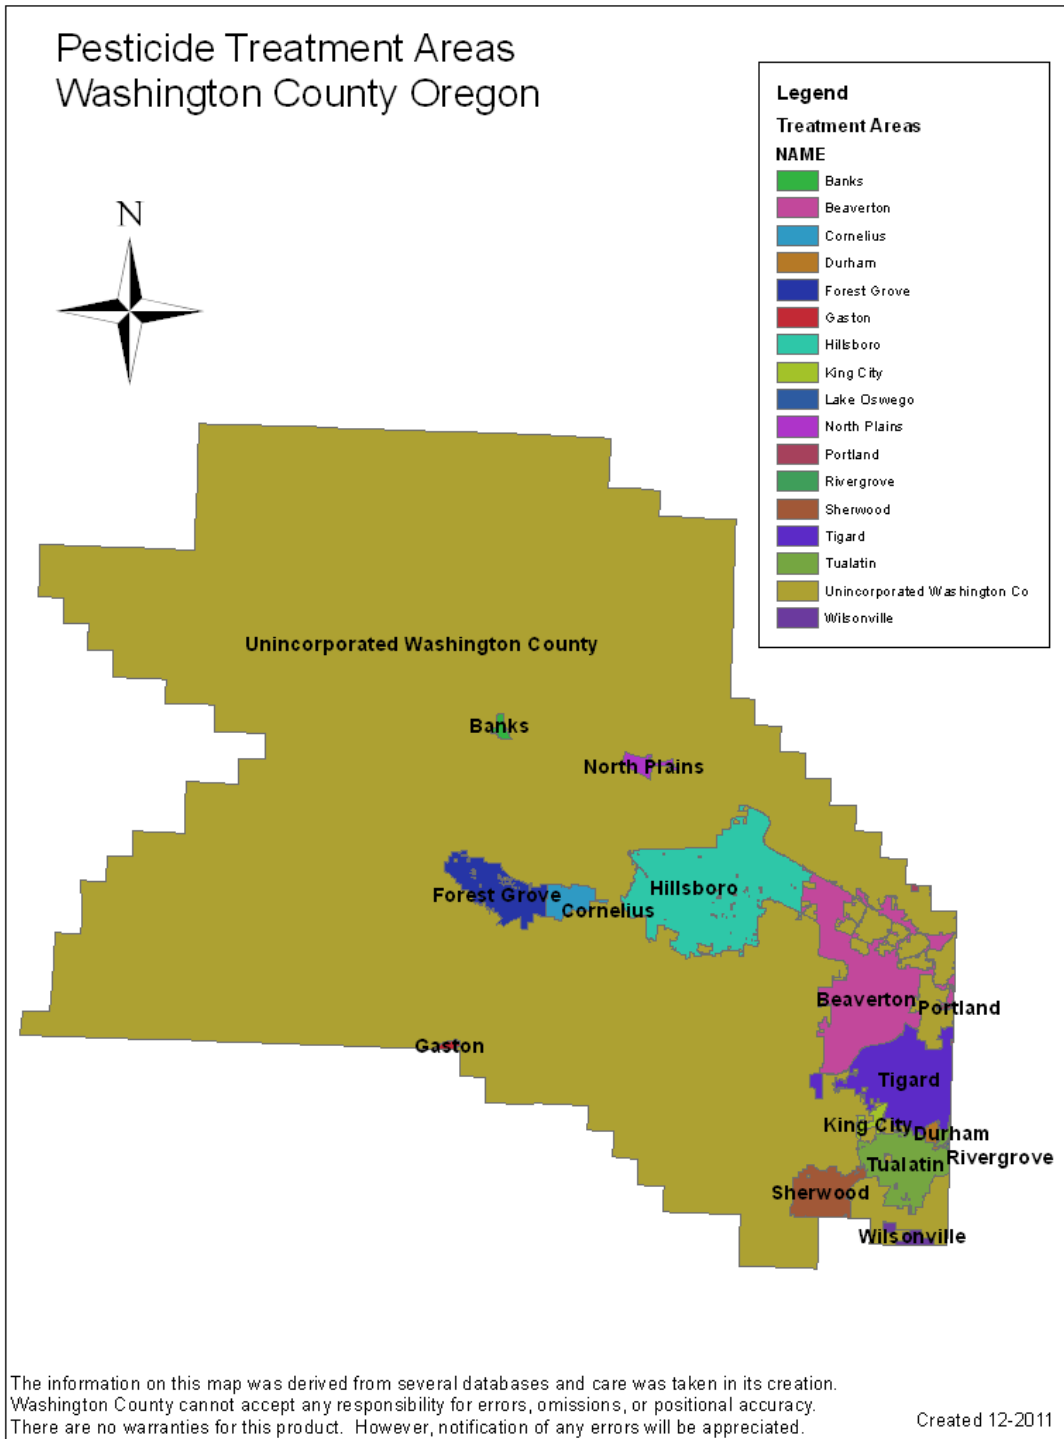 Pesticide Treatment Areas
Washington County Oregon
Legend
Treatment Areas
NAME
Banks
Beaverton
Cornelius
Durham
Forest Grove
Gaston
Hillsboro
King City
Lake Oswego
North Plains
Portland
Rivergrove
Sherwood
Tigard
Tualatin
Unincorporated Washington Co
Wilsonville
N
Unincorporated Washington County
Banks
North Plains
Hillsboro
Forest Grove
Cornelius
Beaverton
Portland
Gaston
Tigard
King City
Durham
Rivergrove
Tualatin
Sherwood
Wilsonville
The information on this map was derived from several databases and care was taken in its creation.
Washington County cannot accept any responsibility for errors, omissions, or positional accuracy.
There are no warranties for this product. However, notification of any errors will be appreciated.
Created 12-2011